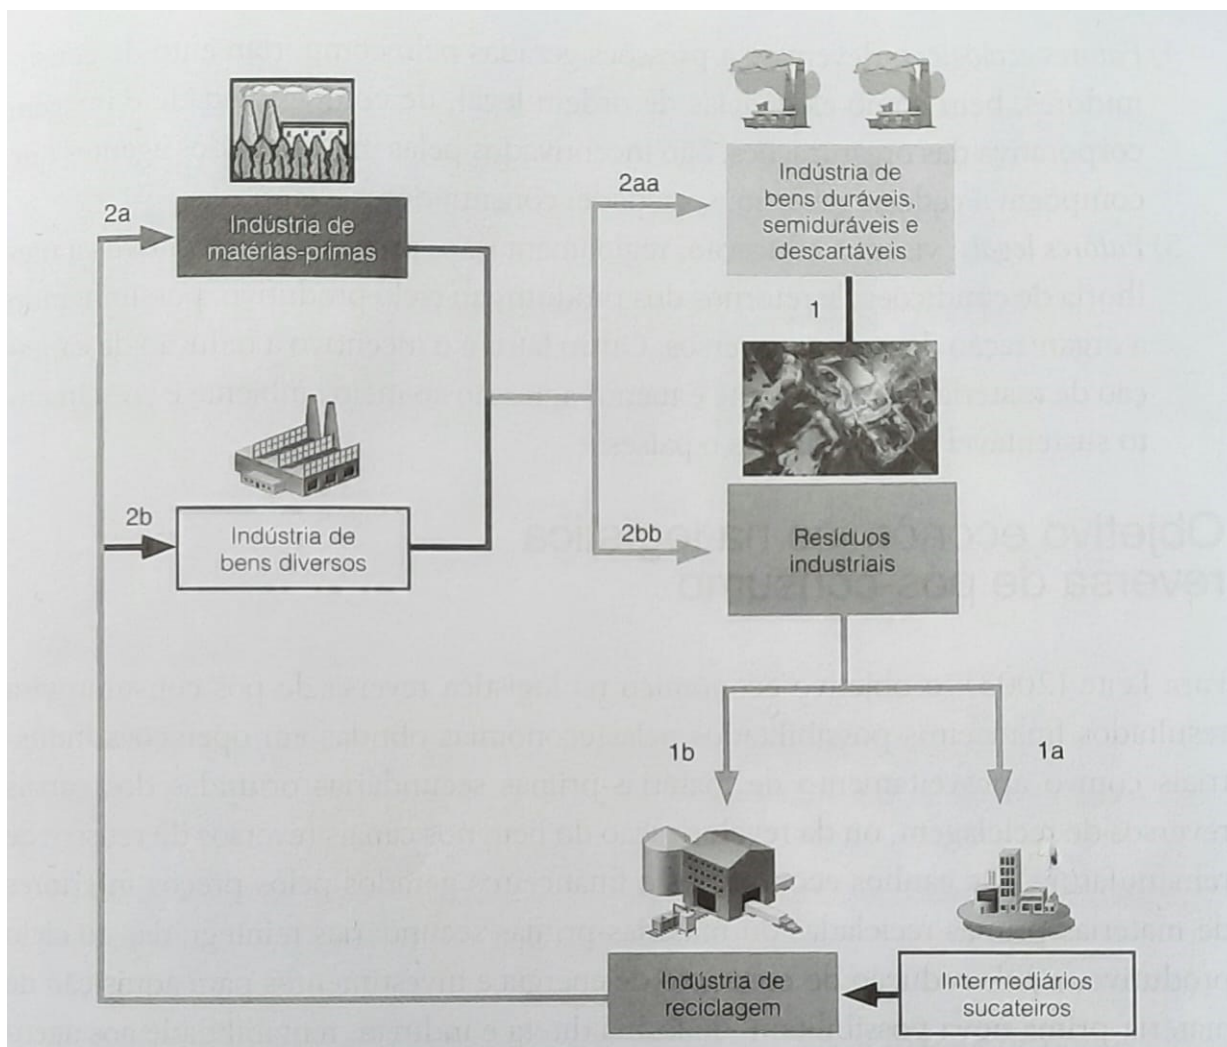 2a
Indústria de
matérias-primas
2aa
Indústria de
bens duráveis,
semiduráveis e
descartáveis
1
2b
Indústria de
bens diversos
2bb
Resíduos
industriais
1b
1a
Indústria de
reciclagem
Intermediários
sucateiros